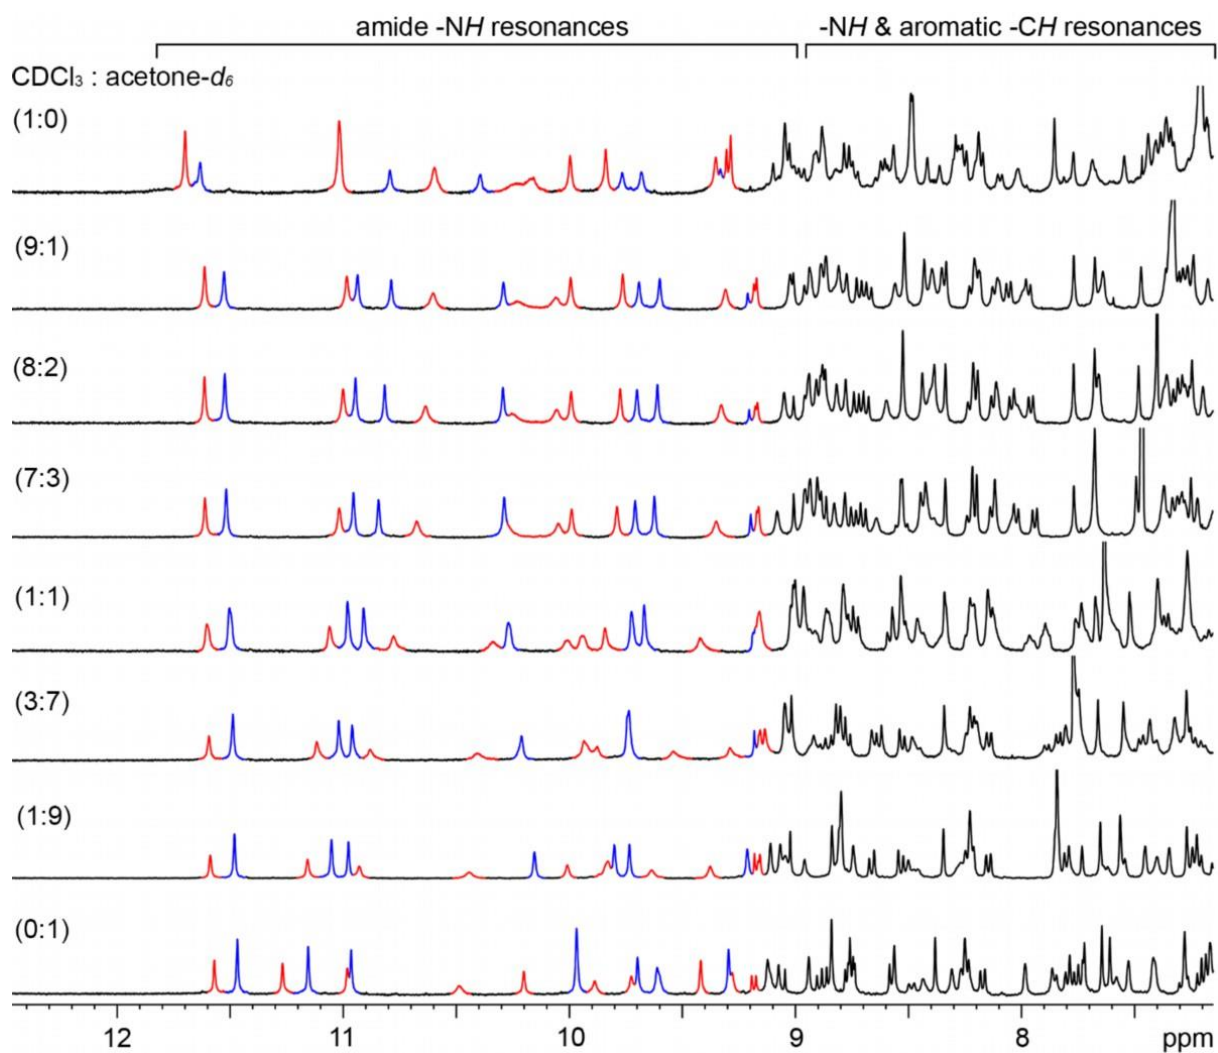 amide -NH resonances
-NH & aromatic -CH resonances
CDCl₃ : acetone-d₆
(1:0)
(9:1)
(8:2)
(7:3)
(1:1)
(3:7)
(1:9)
(0:1)
12 11 10 9 8 ppm